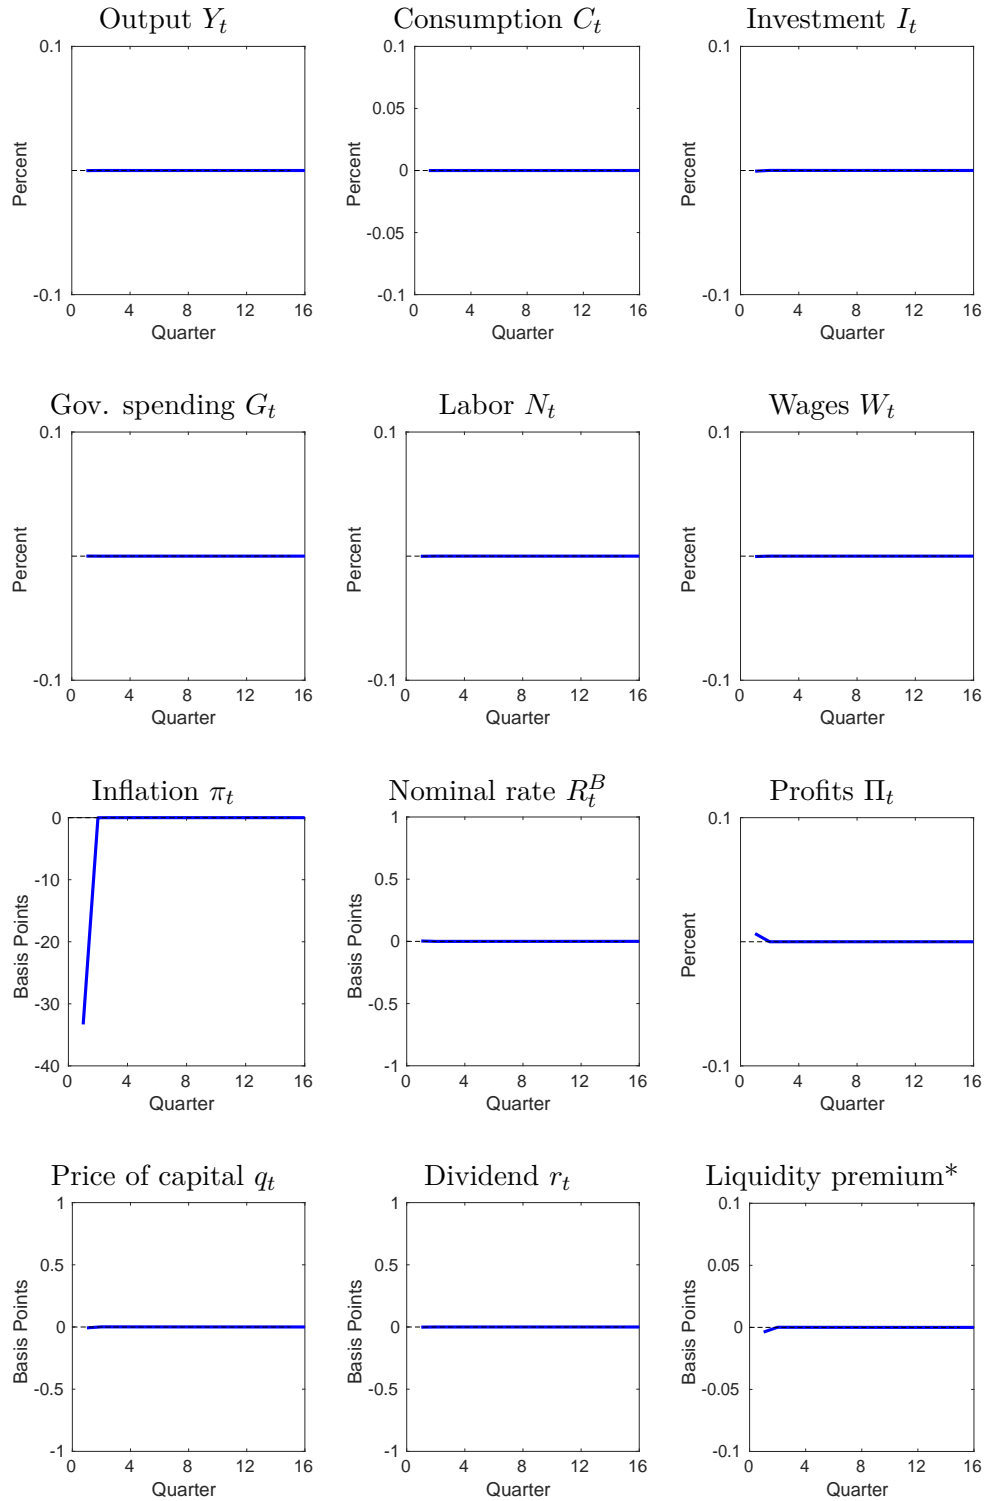 Output Y_t
0.1
Percent
-0.1
0 4 8 12 16
Quarter
Consumption C_t
0.1
0.05
0
-0.05
-0.1
Percent
0 4 8 12 16
Quarter
Investment I_t
0.1
Percent
-0.1
0 4 8 12 16
Quarter
Gov. spending G_t
0.1
Percent
-0.1
0 4 8 12 16
Quarter
Labor N_t
0.1
Percent
-0.1
0 4 8 12 16
Quarter
Wages W_t
0.1
Percent
-0.1
0 4 8 12 16
Quarter
Inflation π_t
0
-10
-20
-30
-40
Basis Points
0 4 8 12 16
Quarter
Nominal rate R_t^B
1
0.5
0
-0.5
-1
Basis Points
0 4 8 12 16
Quarter
Profits Π_t
0.1
Percent
-0.1
0 4 8 12 16
Quarter
Price of capital q_t
1
0.5
0
-0.5
-1
Basis Points
0 4 8 12 16
Quarter
Dividend r_t
1
0.5
0
-0.5
-1
Basis Points
0 4 8 12 16
Quarter
Liquidity premium*
0.1
0.05
0
-0.05
-0.1
Basis Points
0 4 8 12 16
Quarter